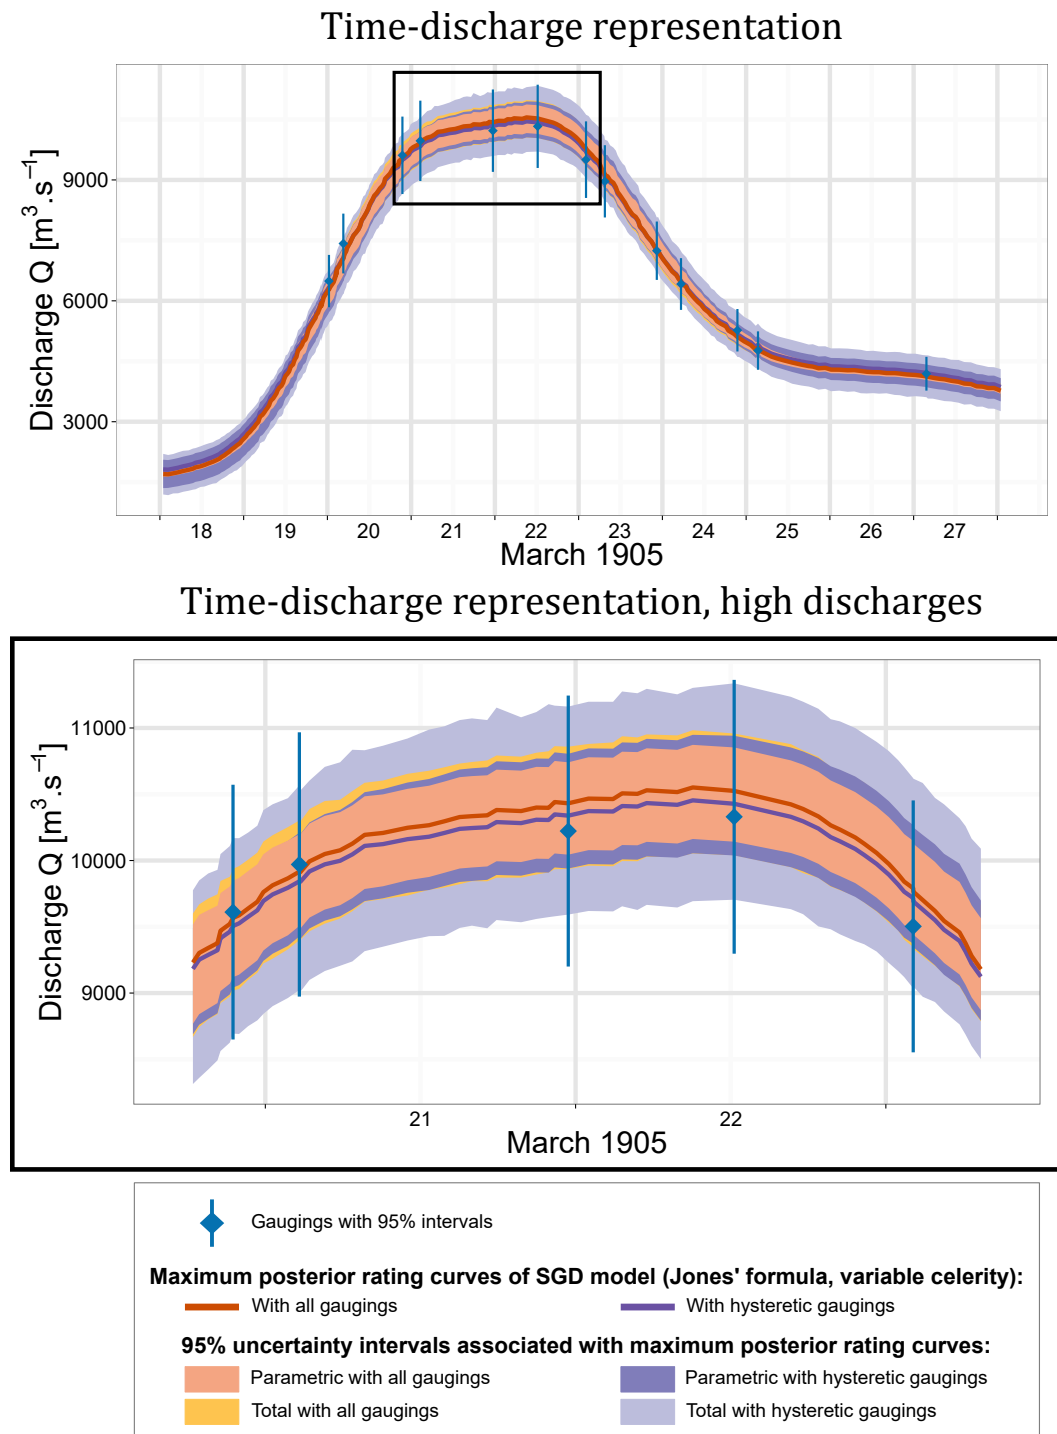 Time-discharge representation
Discharge Q [m³.s⁻¹]
9000
6000
3000
18 19 20 21 22 23 24 25 26 27
March 1905
Time-discharge representation, high discharges
Discharge Q [m³.s⁻¹]
11000
10000
9000
21 22
March 1905
Gaugings with 95% intervals
Maximum posterior rating curves of SGD model (Jones' formula, variable celerity):
With all gaugings With hysteretic gaugings
95% uncertainty intervals associated with maximum posterior rating curves:
Parametric with all gaugings Parametric with hysteretic gaugings
Total with all gaugings Total with hysteretic gaugings